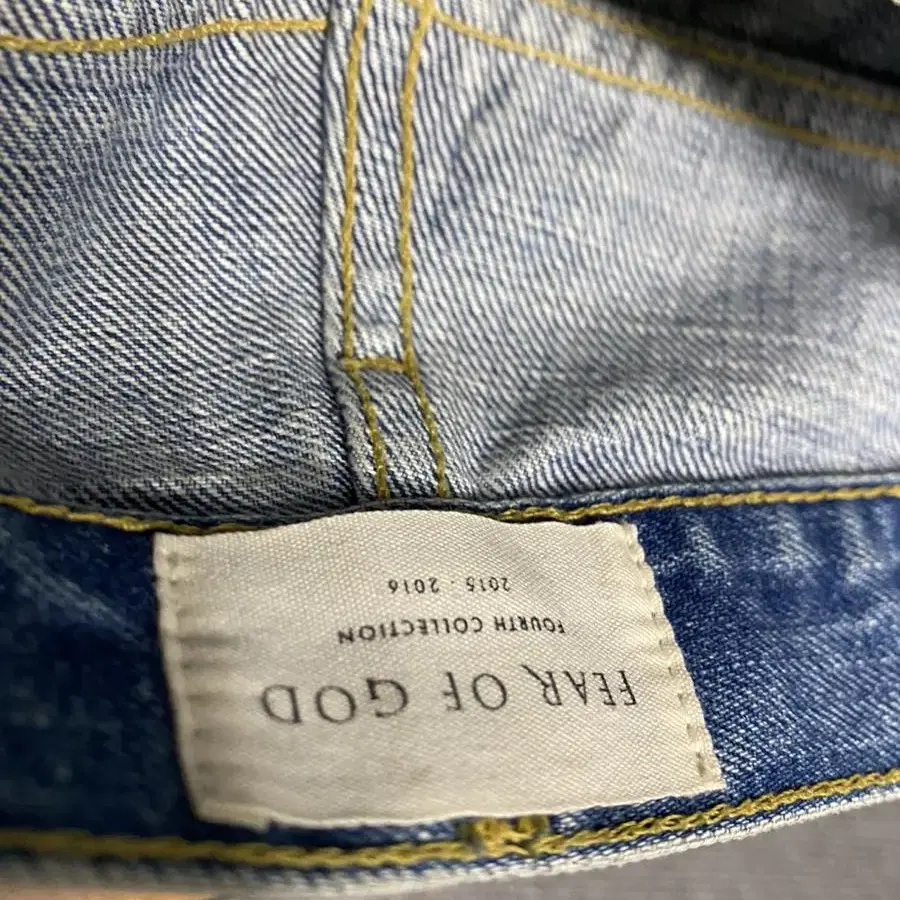 FEAR OF GOD
FOURTH COLLECTION
2015 - 2016